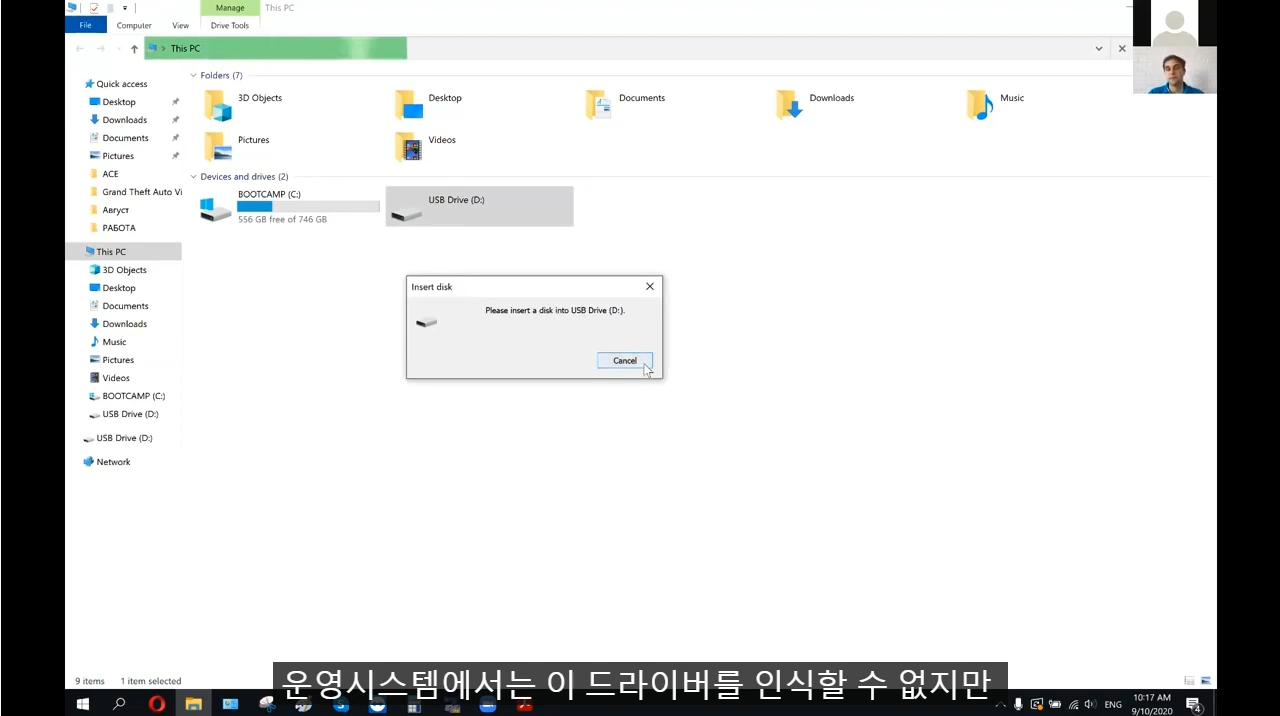 Manage
This PC
File
Computer
View
Drive Tools
This PC
Quick access
Desktop
Downloads
Documents
Pictures
ACE
Grand Theft Auto Vi
Август
РАБОТА
This PC
3D Objects
Desktop
Documents
Downloads
Music
Pictures
Videos
BOOTCAMP (C:)
USB Drive (D:)
USB Drive (D:)
Network
Folders (7)
3D Objects
Desktop
Documents
Downloads
Music
Pictures
Videos
Devices and drives (2)
BOOTCAMP (C:)
556 GB free of 746 GB
USB Drive (D:)
Insert disk
Please insert a disk into USB Drive (D:).
Cancel
9 items
1 item selected
운영시스템에서는 이 드라이버를 인식할 수 없지만
ENG
10:17 AM
9/10/2020
4